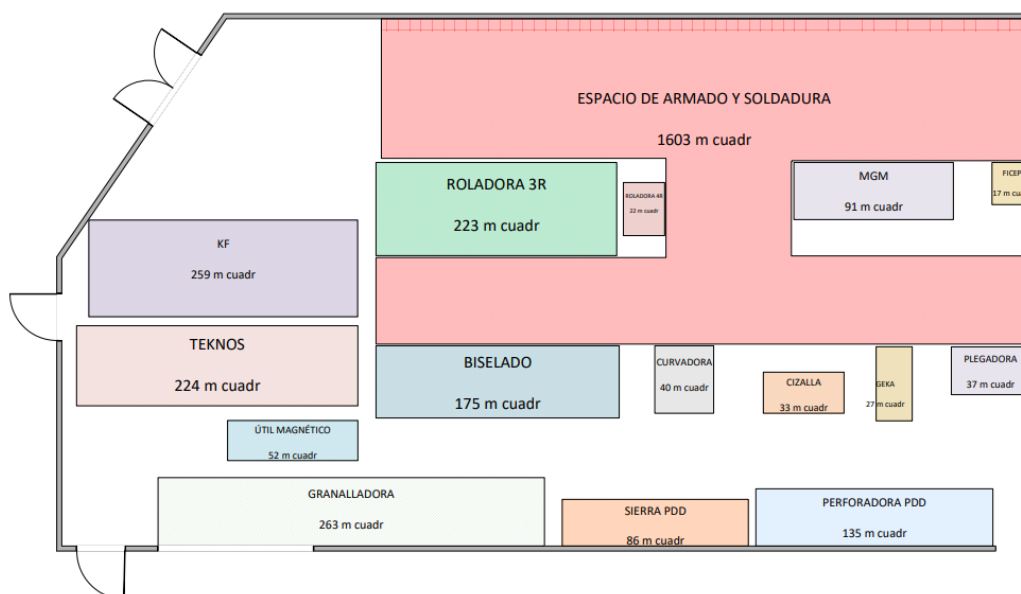 ESPACIO DE ARMADO Y SOLDADURA
1603 m cuadr
ROLADORA 3R
223 m cuadr
ROLADORA 4R
22 m cuadr
MGM
91 m cuadr
FICEP
17 m cua
KF
259 m cuadr
TEKNOS
224 m cuadr
BISELADO
175 m cuadr
CURVADORA
40 m cuadr
CIZALLA
33 m cuadr
GEKA
27 m cuadr
PLEGADORA
37 m cuadr
ÚTIL MAGNÉTICO
52 m cuadr
GRANALLADORA
263 m cuadr
SIERRA PDD
86 m cuadr
PERFORADORA PDD
135 m cuadr